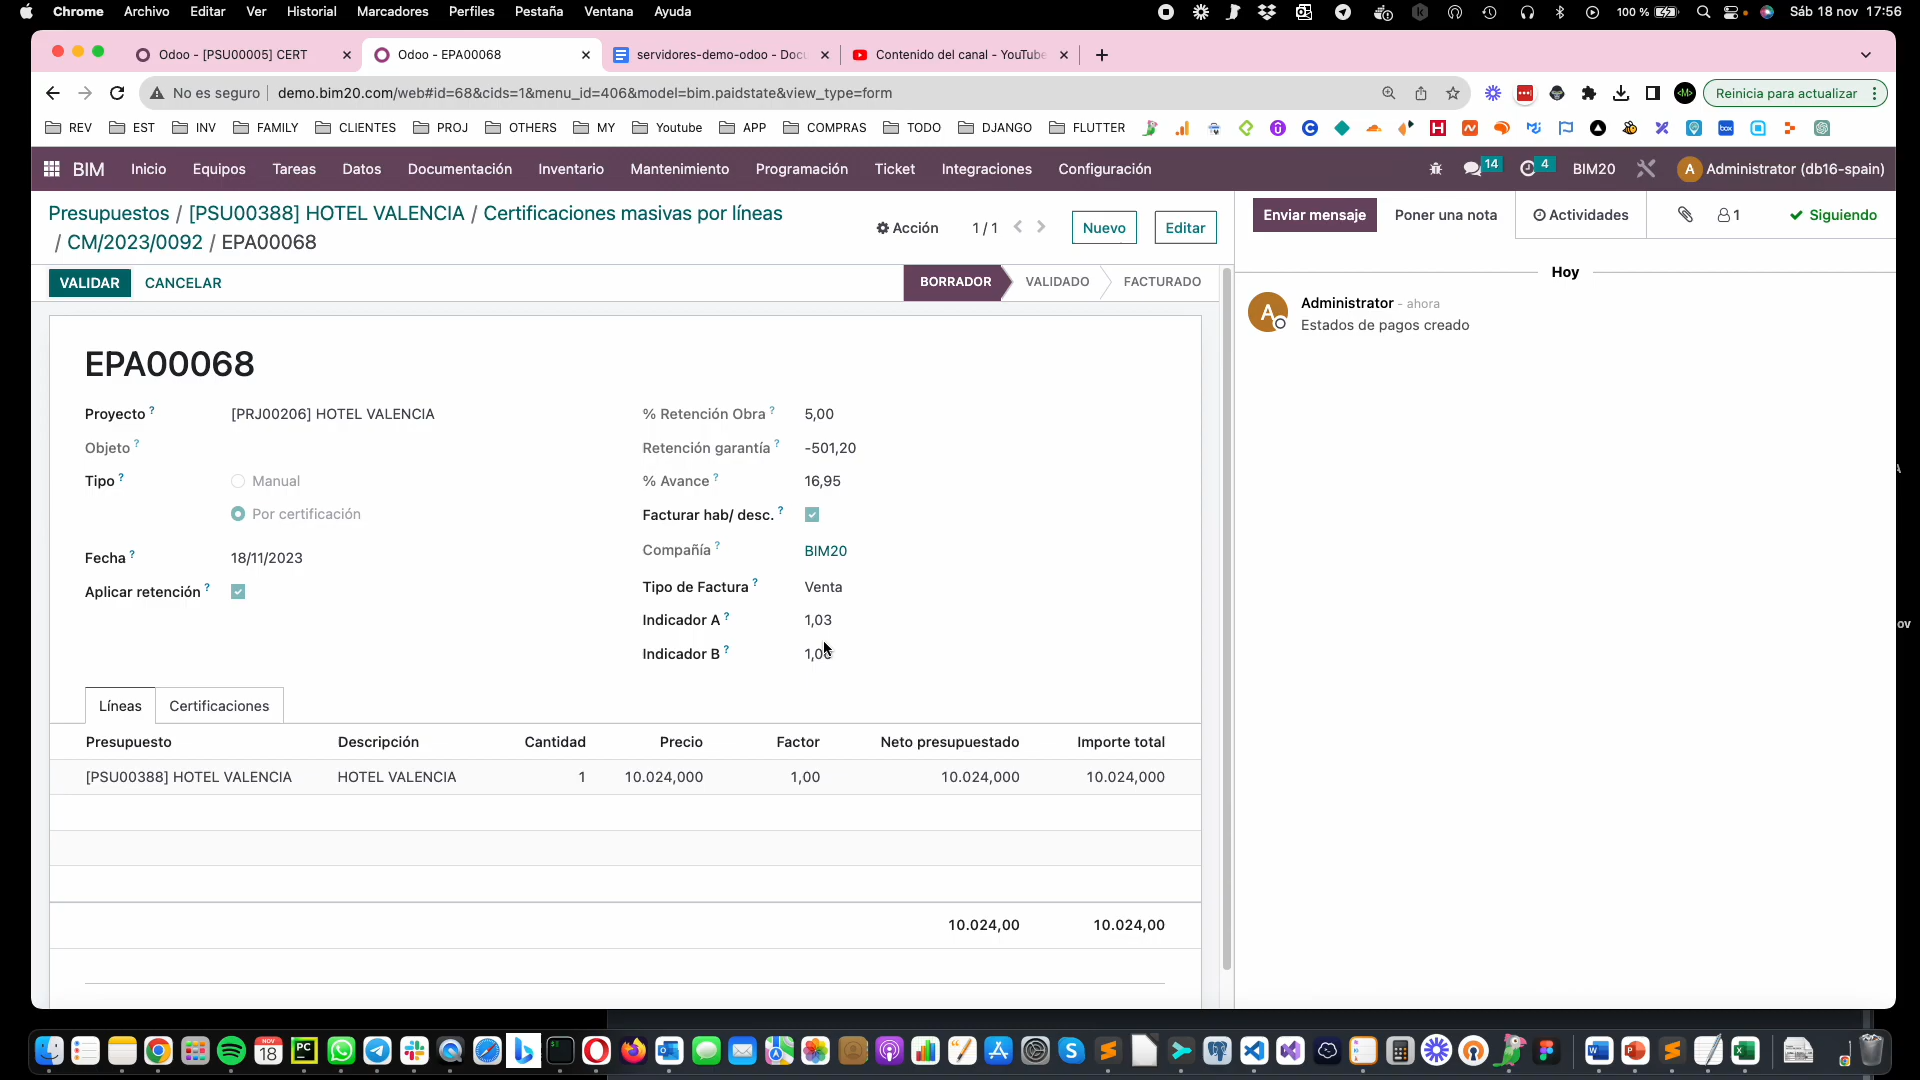 Chrome Archivo Editar Ver Historial Marcadores Perfiles Pestaña Ventana Ayuda 100 % Sáb 18 nov 17:56
Odoo - [PSU00005] CERT Odoo - EPA00068 servidores-demo-odoo - Docu Contenido del canal - YouTube
No es seguro demo.bim20.com/web#id=68&cids=1&menu_id=406&model=bim.paidstate&view_type=form Reinicia para actualizar
REV EST INV FAMILY CLIENTES PROJ OTHERS MY Youtube APP COMPRAS TODO DJANGO FLUTTER
BIM Inicio Equipos Tareas Datos Documentación Inventario Mantenimiento Programación Ticket Integraciones Configuración 14 4 BIM20 A Administrator (db16-spain)
Presupuestos / [PSU00388] HOTEL VALENCIA / Certificaciones masivas por líneas
/ CM/2023/0092 / EPA00068
Acción 1 / 1 Nuevo Editar
Enviar mensaje Poner una nota Actividades 1 Siguiendo
VALIDAR CANCELAR BORRADOR VALIDADO FACTURADO
Hoy
A Administrator - ahora
Estados de pagos creado
EPA00068
Proyecto ? [PRJ00206] HOTEL VALENCIA
Objeto ?
Tipo ? Manual
Por certificación
Fecha ? 18/11/2023
Aplicar retención ?
% Retención Obra ? 5,00
Retención garantía ? -501,20
% Avance ? 16,95
Facturar hab/ desc. ?
Compañía ? BIM20
Tipo de Factura ? Venta
Indicador A ? 1,03
Indicador B ?
Líneas Certificaciones
Presupuesto Descripción Cantidad Precio Factor Neto presupuestado Importe total
[PSU00388] HOTEL VALENCIA HOTEL VALENCIA 1 10.024,000 1,00 10.024,000 10.024,000
10.024,00 10.024,00
NOV
18
PC